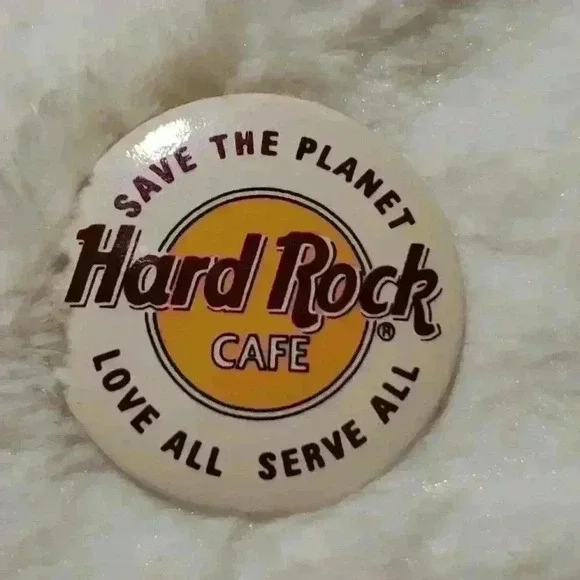 SAVE THE PLANET
Hard Rock
CAFE
®
LOVE ALL SERVE ALL